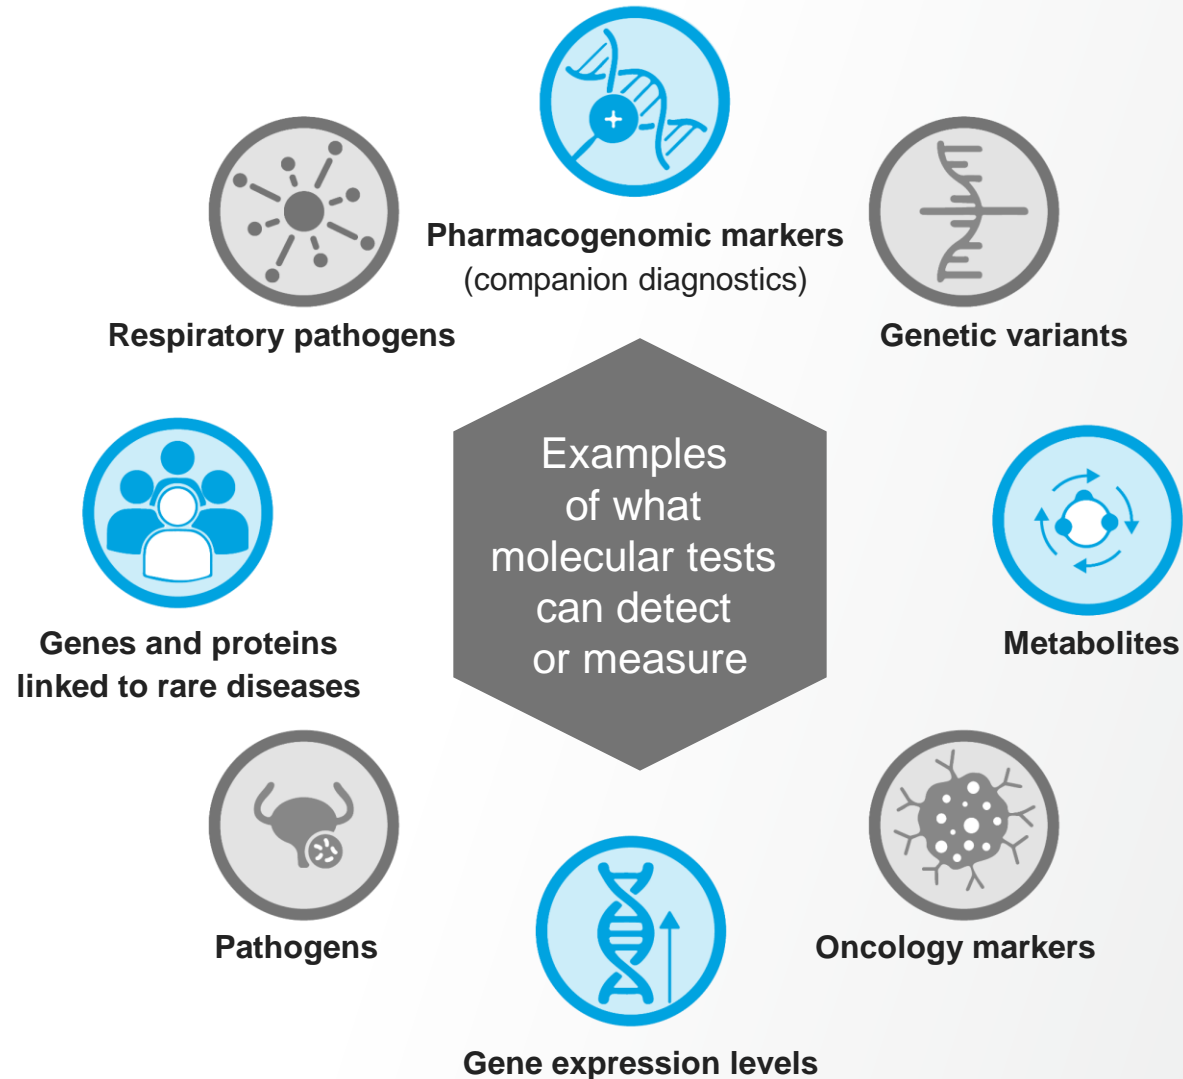 Pharmacogenomic markers
(companion diagnostics)
Respiratory pathogens
Genetic variants
Examples
of what
molecular tests
can detect
or measure
Genes and proteins
linked to rare diseases
Metabolites
Pathogens
Oncology markers
Gene expression levels